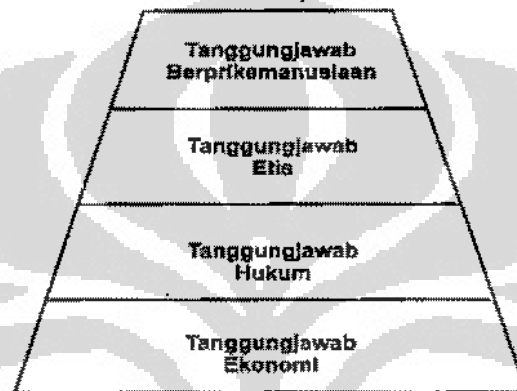 Tanggungjawab
Berprikemanusiaan
Tanggungjawab
Etis
Tanggungjawab
Hukum
Tanggungjawab
Ekonomi